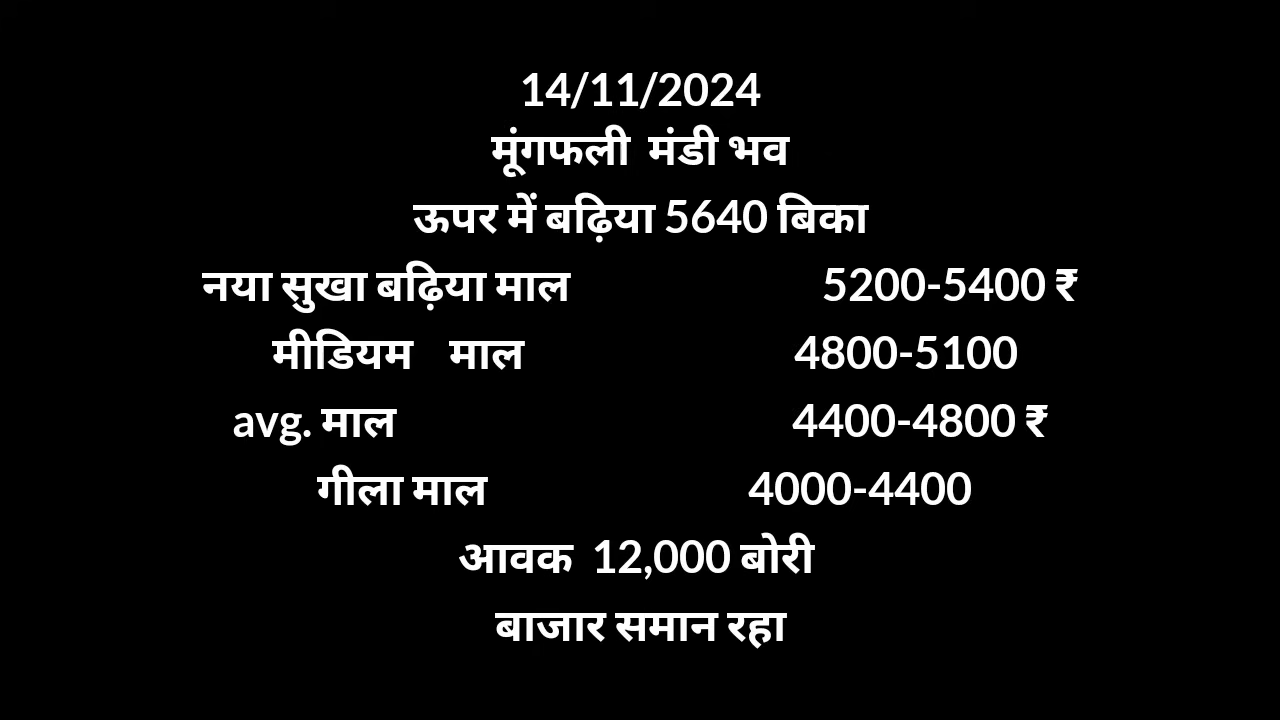 14/11/2024
मूंगफली मंडी भव
ऊपर में बढ़िया 5640 बिका
नया सुखा बढ़िया माल 5200-5400 ₹
मीडियम माल 4800-5100
avg. माल 4400-4800 ₹
गीला माल 4000-4400
आवक 12,000 बोरी
बाजार समान रहा